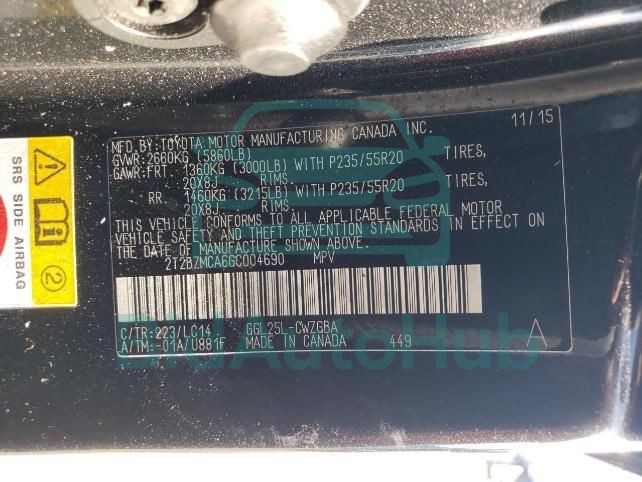 MFD. BY: TOYOTA MOTOR MANUFACTURING CANADA INC. 11/15
GVWR: 2660KG (5860LB)
GAWR: FRT. 1360KG (3000LB) WITH P235/55R20 TIRES,
20X8J RIMS
RR. 1460KG (3215LB) WITH P235/55R20 TIRES,
20X8J RIMS.
THIS VEHICLE CONFORMS TO ALL APPLICABLE FEDERAL MOTOR
VEHICLE SAFETY AND THEFT PREVENTION STANDARDS IN EFFECT ON
THE DATE OF MANUFACTURE SHOWN ABOVE.
2T2BZMCA6GC004690 MPV
C/TR: 223/LC14 GGL25L-CWZGBA
A/TM: -01A/U881F MADE IN CANADA 449 A
SRS SIDE AIRBAG
2
BidAutoHub